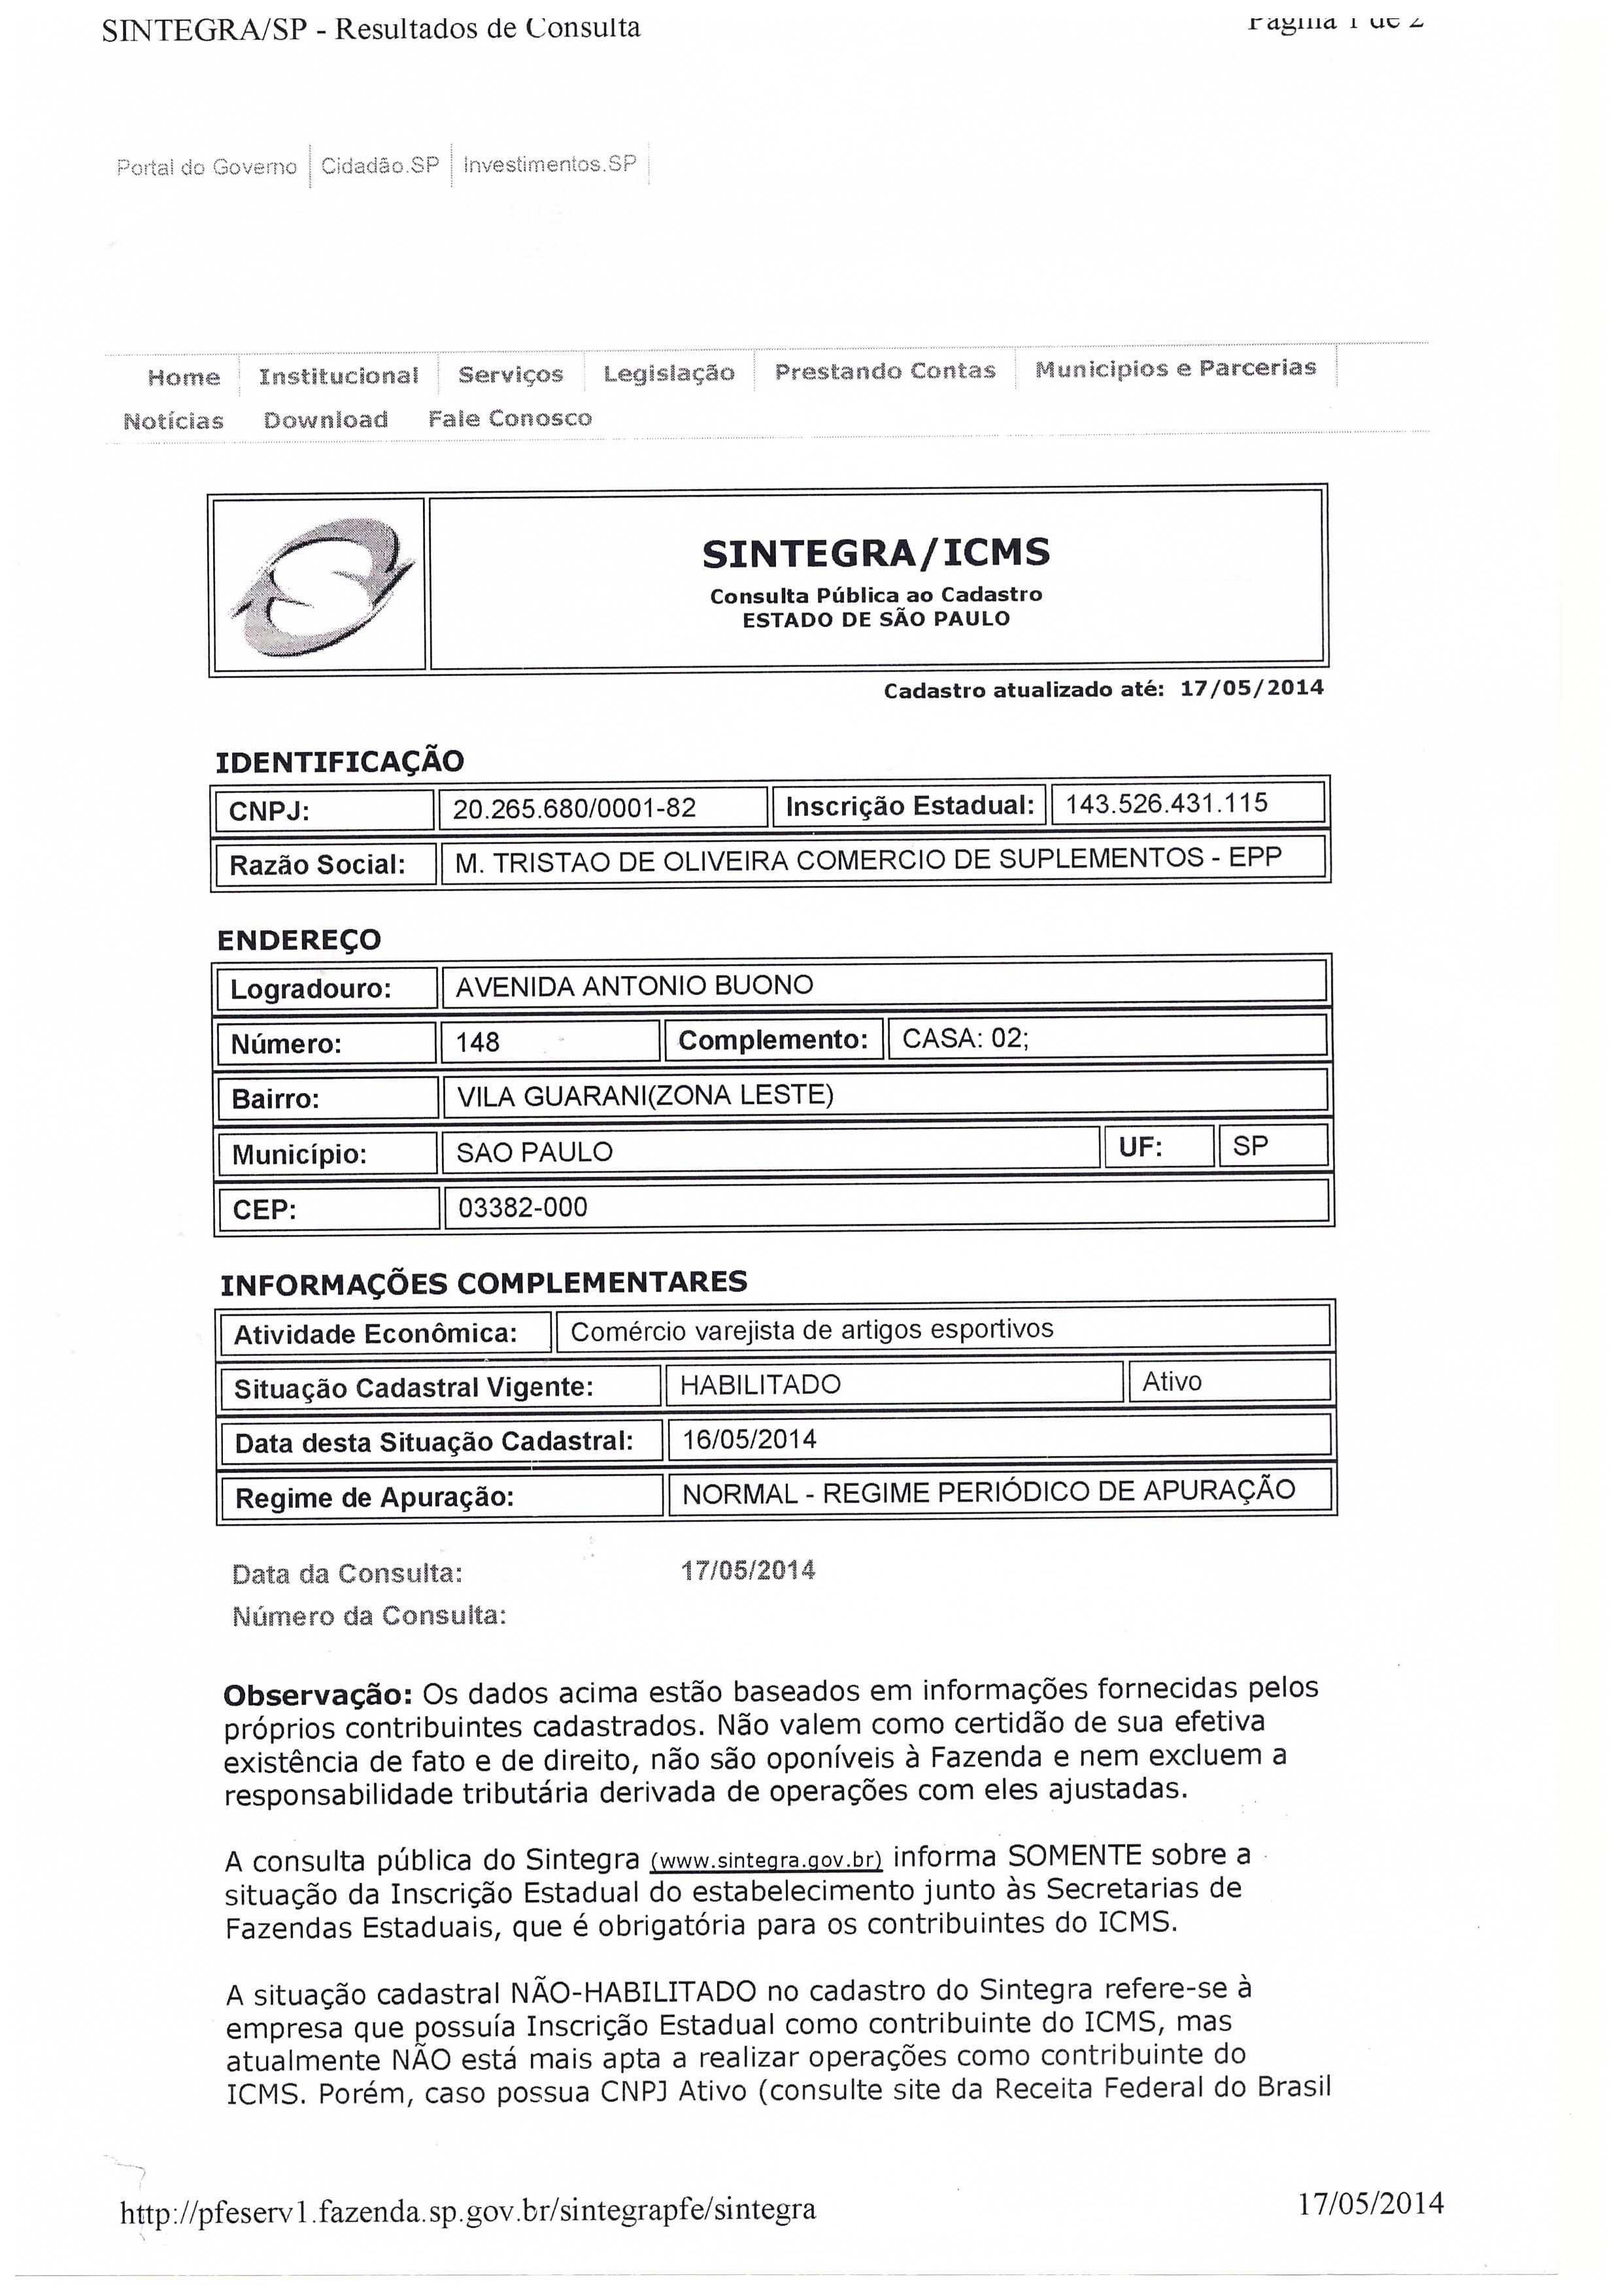 SINTEGRA/SP - Resultados de Consulta Página 1 de 2
Portal do Governo Cidadão.SP Investimentos.SP
Home Institucional Serviços Legislação Prestando Contas Municipios e Parcerias
Notícias Download Fale Conosco
SINTEGRA/ICMS
Consulta Pública ao Cadastro
ESTADO DE SÃO PAULO
Cadastro atualizado até: 17/05/2014
IDENTIFICAÇÃO
CNPJ: 20.265.680/0001-82 Inscrição Estadual: 143.526.431.115
Razão Social: M. TRISTAO DE OLIVEIRA COMERCIO DE SUPLEMENTOS - EPP
ENDEREÇO
Logradouro: AVENIDA ANTONIO BUONO
Número: 148 Complemento: CASA: 02;
Bairro: VILA GUARANI(ZONA LESTE)
Município: SAO PAULO UF: SP
CEP: 03382-000
INFORMAÇÕES COMPLEMENTARES
Atividade Econômica: Comércio varejista de artigos esportivos
Situação Cadastral Vigente: HABILITADO Ativo
Data desta Situação Cadastral: 16/05/2014
Regime de Apuração: NORMAL - REGIME PERIÓDICO DE APURAÇÃO
Data da Consulta: 17/05/2014
Número da Consulta:
Observação: Os dados acima estão baseados em informações fornecidas pelos
próprios contribuintes cadastrados. Não valem como certidão de sua efetiva
existência de fato e de direito, não são oponíveis à Fazenda e nem excluem a
responsabilidade tributária derivada de operações com eles ajustadas.
A consulta pública do Sintegra (www.sintegra.gov.br) informa SOMENTE sobre a
situação da Inscrição Estadual do estabelecimento junto às Secretarias de
Fazendas Estaduais, que é obrigatória para os contribuintes do ICMS.
A situação cadastral NÃO-HABILITADO no cadastro do Sintegra refere-se à
empresa que possuía Inscrição Estadual como contribuinte do ICMS, mas
atualmente NÃO está mais apta a realizar operações como contribuinte do
ICMS. Porém, caso possua CNPJ Ativo (consulte site da Receita Federal do Brasil
http://pfeserv1.fazenda.sp.gov.br/sintegrapfe/sintegra 17/05/2014